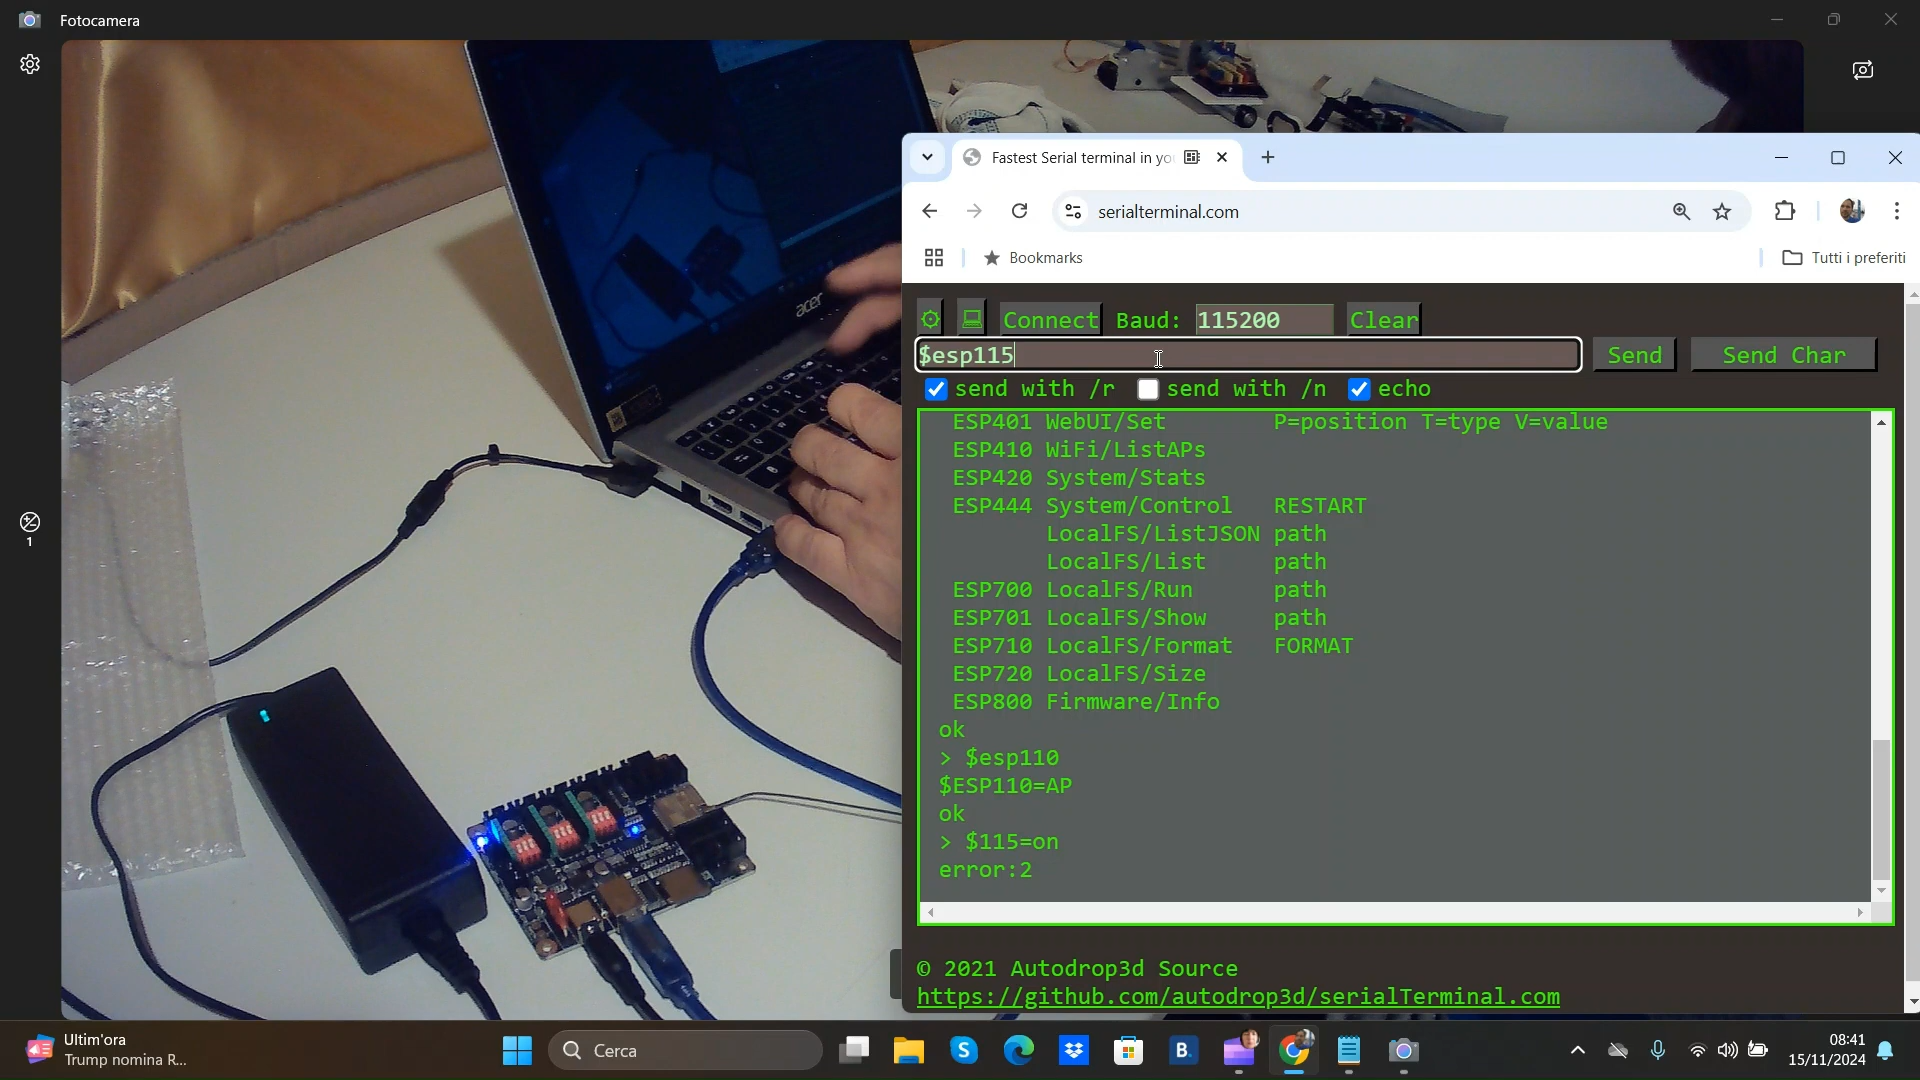 Fotocamera
Fastest Serial terminal in yo
serialterminal.com
Bookmarks
Tutti i preferiti
Connect Baud: 115200 Clear
$esp115
Send
Send Char
send with /r send with /n echo
ESP401 WebUI/Set P=position T=type V=value
ESP410 WiFi/ListAPs
ESP420 System/Stats
ESP444 System/Control RESTART
LocalFS/ListJSON path
LocalFS/List path
ESP700 LocalFS/Run path
ESP701 LocalFS/Show path
ESP710 LocalFS/Format FORMAT
ESP720 LocalFS/Size
ESP800 Firmware/Info
ok
> $esp110
$ESP110=AP
ok
> $115=on
error:2
© 2021 Autodrop3d Source
https://github.com/autodrop3d/serialTerminal.com
acer
1
Ultim'ora
Trump nomina R...
Cerca
S
B.
08:41
15/11/2024